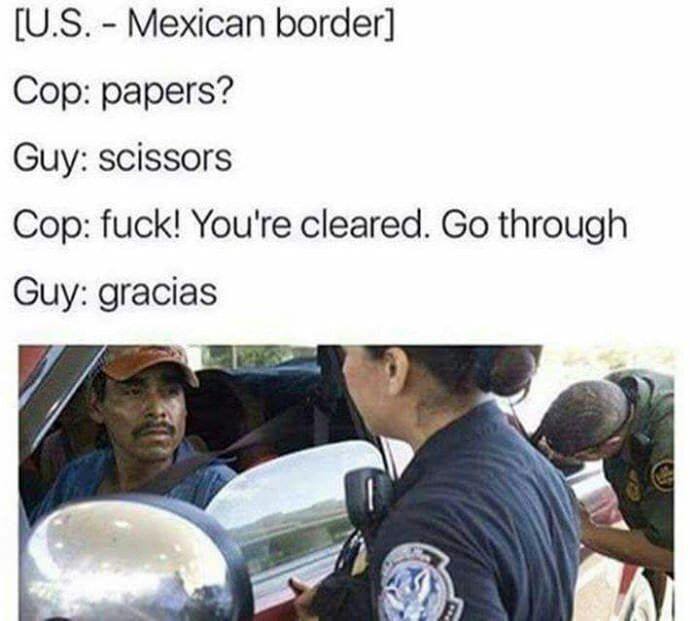 [U.S. - Mexican border]
Cop: papers?
Guy: scissors
Cop: fuck! You're cleared. Go through
Guy: gracias